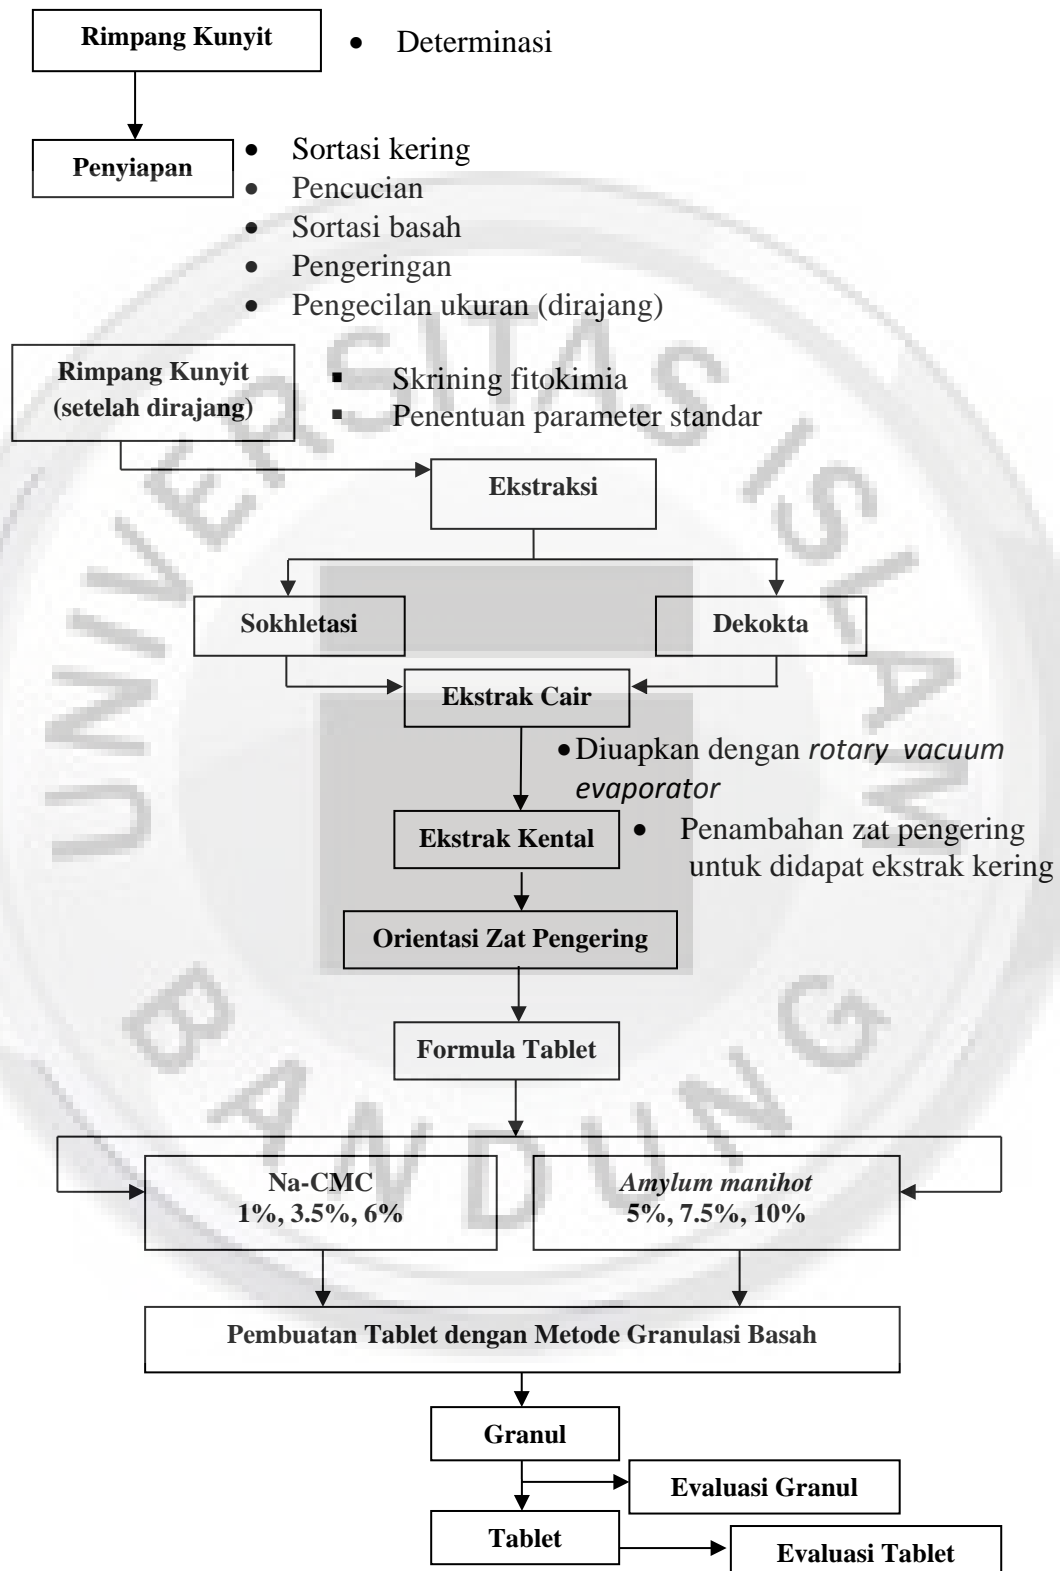 Rimpang Kunyit
• Determinasi
Penyiapan
• Sortasi kering
• Pencucian
• Sortasi basah
• Pengeringan
• Pengecilan ukuran (dirajang)
Rimpang Kunyit
(setelah dirajang)
▪ Skrining fitokimia
▪ Penentuan parameter standar
Ekstraksi
Sokhletasi
Dekokta
Ekstrak Cair
• Diuapkan dengan rotary vacuum
evaporator
Ekstrak Kental
• Penambahan zat pengering
untuk didapat ekstrak kering
Orientasi Zat Pengering
Formula Tablet
Na-CMC
1%, 3.5%, 6%
Amylum manihot
5%, 7.5%, 10%
Pembuatan Tablet dengan Metode Granulasi Basah
Granul
Evaluasi Granul
Tablet
Evaluasi Tablet
UNIVERSITAS ISLAM
BANDUNG